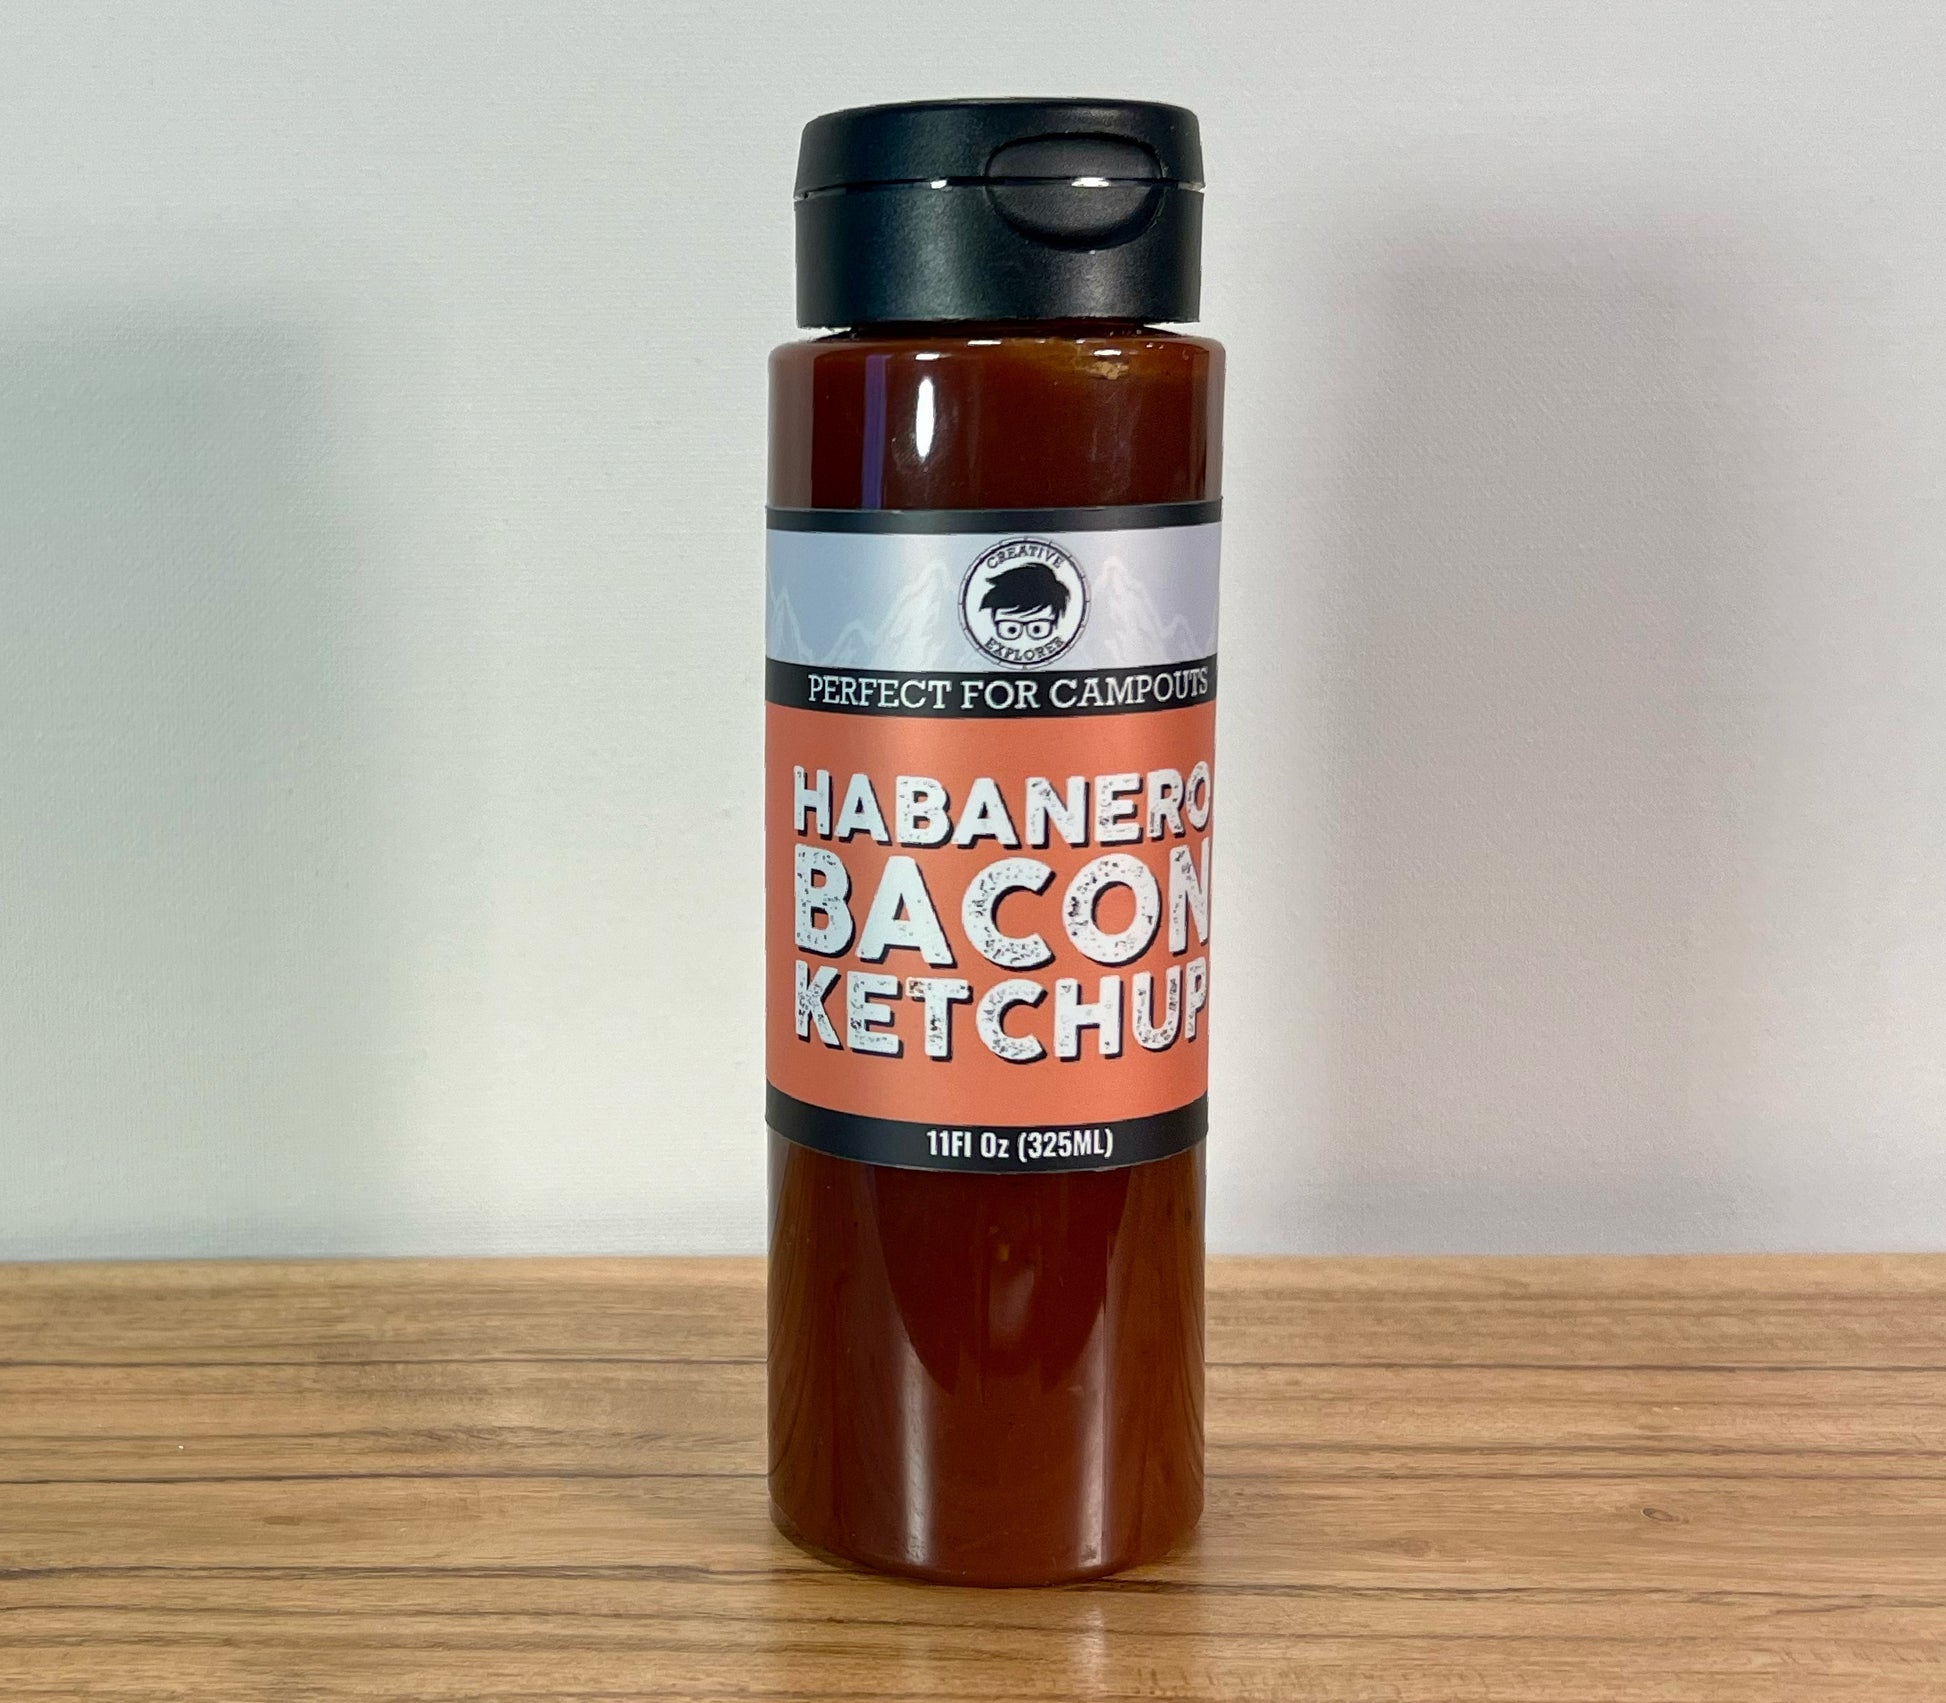 CREATIVE
EXPLORER
PERFECT FOR CAMPOUTS
HABANERO
BACON
KETCHUP
11Fl Oz (325ML)